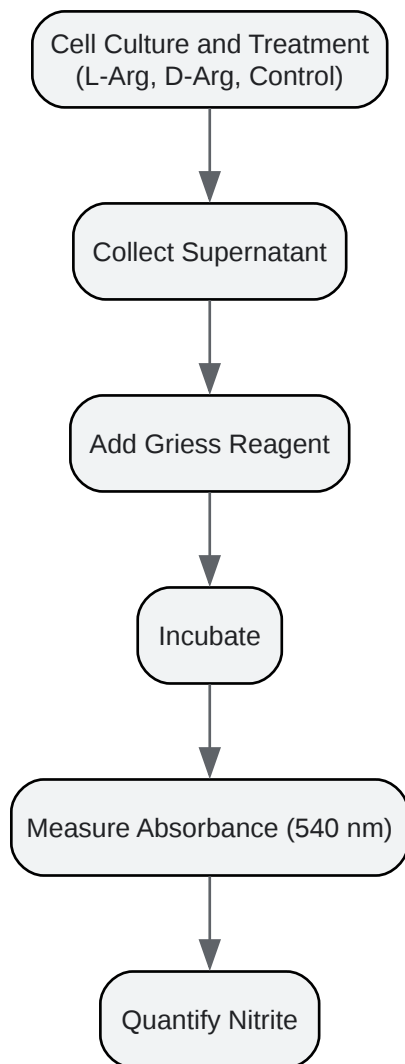 Cell Culture and Treatment
(L-Arg, D-Arg, Control)
Collect Supernatant
Add Griess Reagent
Incubate
Measure Absorbance (540 nm)
Quantify Nitrite